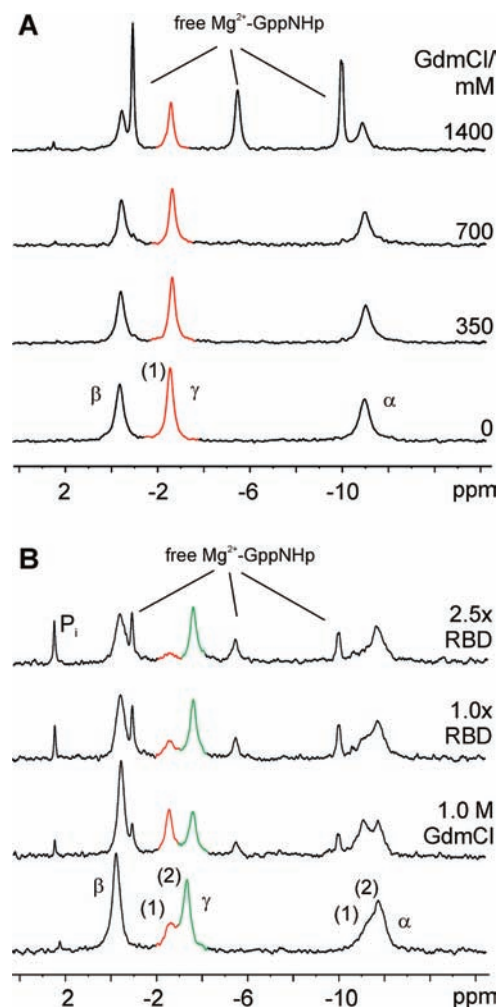 A
free Mg²⁺-GppNHp
GdmCl/
mM
1400
700
350
(1)
β
γ
α
0
2
-2
-6
-10
ppm
B
free Mg²⁺-GppNHp
Pᵢ
2.5x
RBD
1.0x
RBD
1.0 M
GdmCl
β
(2)
(1)
γ
(2)
(1)
α
2
-2
-6
-10
ppm